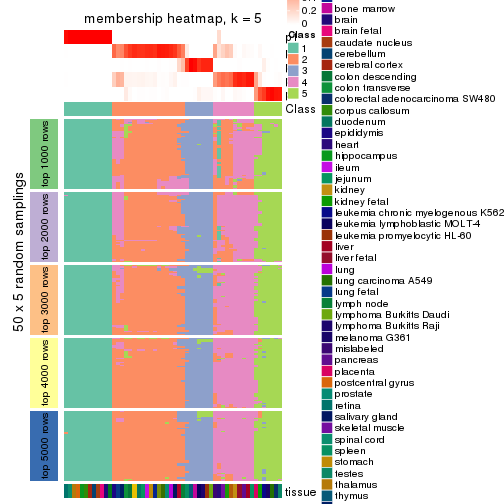 membership heatmap, k = 5
50 x 5 random samplings
top 1000 rows
top 2000 rows
top 3000 rows
top 4000 rows
top 5000 rows
0.2
0
Class
1
2
3
4
5
Class
tissue
bone marrow
brain
brain fetal
caudate nucleus
cerebellum
cerebral cortex
colon descending
colon transverse
colorectal adenocarcinoma SW480
corpus callosum
duodenum
epididymis
heart
hippocampus
ileum
jejunum
kidney
kidney fetal
leukemia chronic myelogenous K562
leukemia lymphoblastic MOLT-4
leukemia promyelocytic HL-60
liver
liver fetal
lung
lung carcinoma A549
lung fetal
lymph node
lymphoma Burkitts Daudi
lymphoma Burkitts Raji
melanoma G361
mislabeled
pancreas
placenta
postcentral gyrus
prostate
retina
salivary gland
skeletal muscle
spinal cord
spleen
stomach
testes
thalamus
thymus